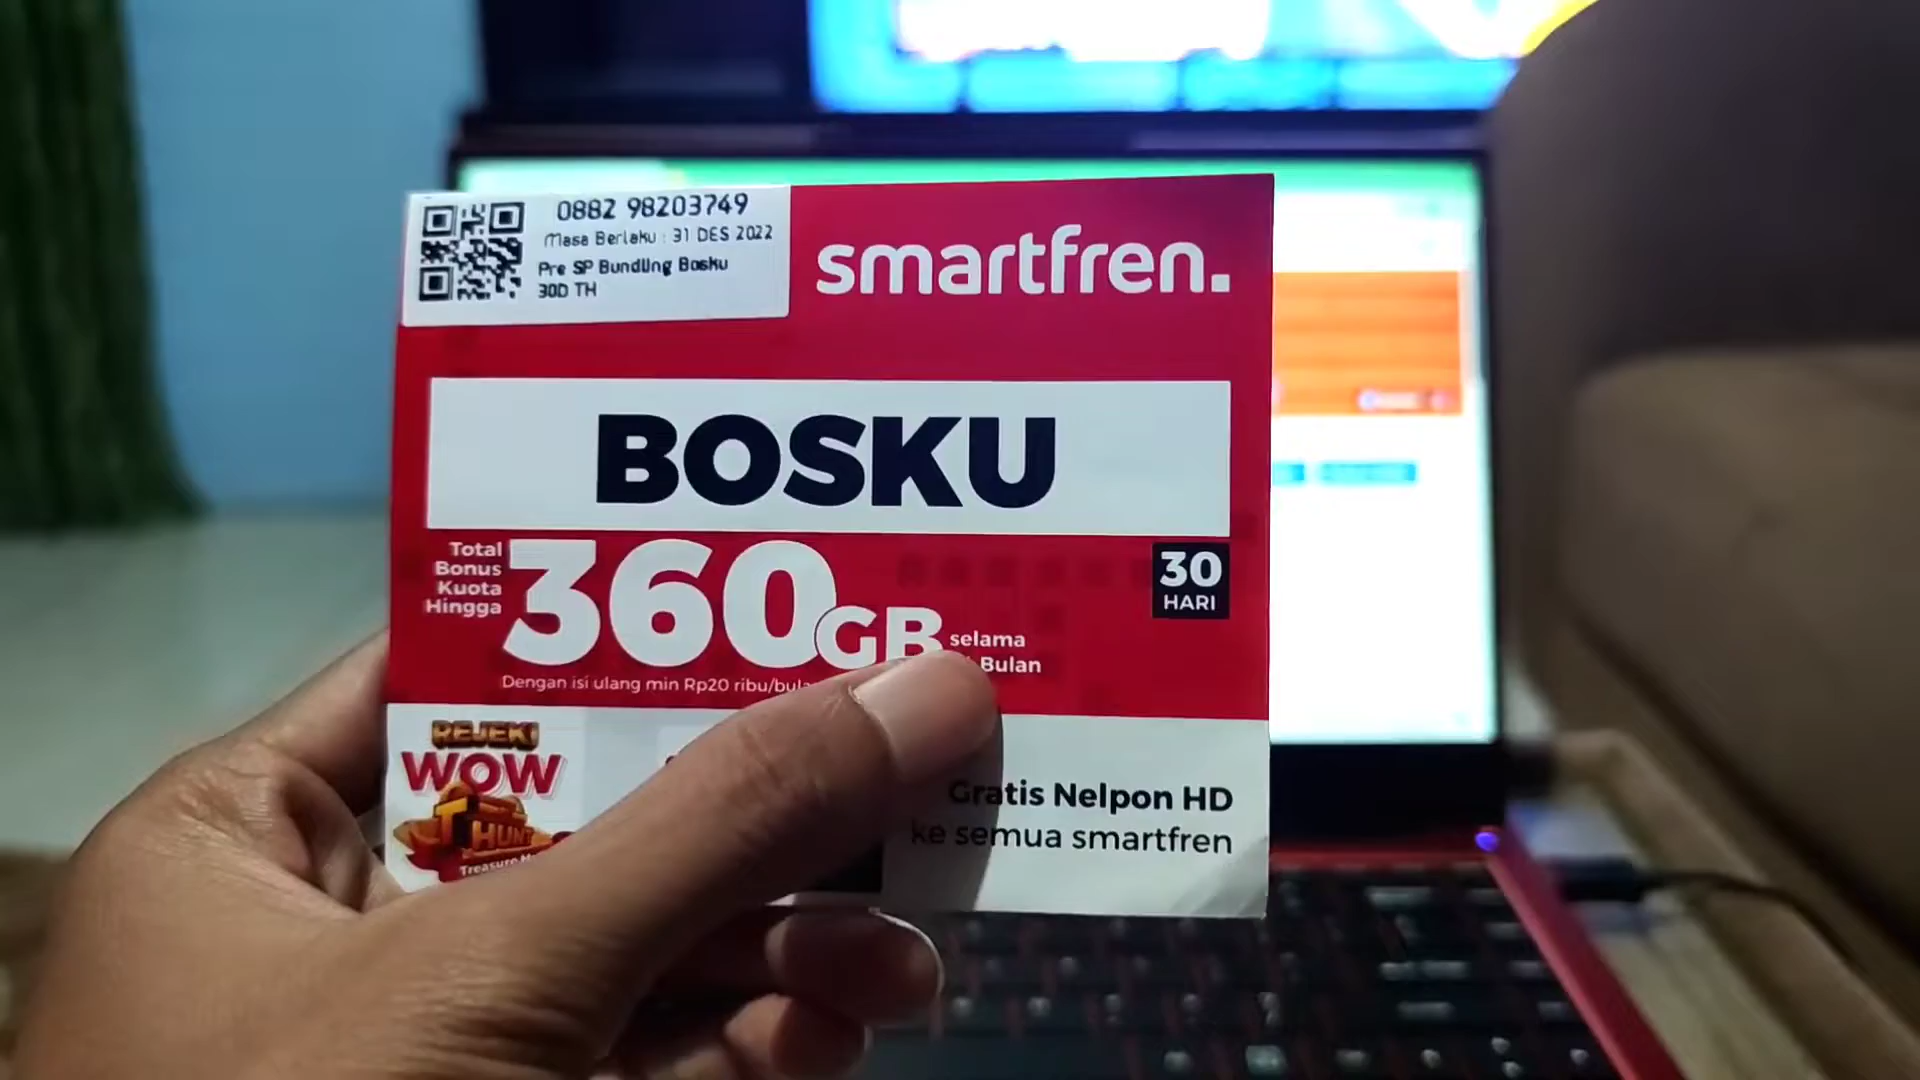 0882 98203749
Masa Berlaku : 31 DES 2022
Pre SP Bundling Bosku
30D TH
smartfren.
BOSKU
Total
Bonus
Kuota
Hingga
360GB
selama
Bulan
30
HARI
Dengan isi ulang min Rp20 ribu/bula
REJEKI
WOW
HUNT
Treasure
Gratis Nelpon HD
ke semua smartfren